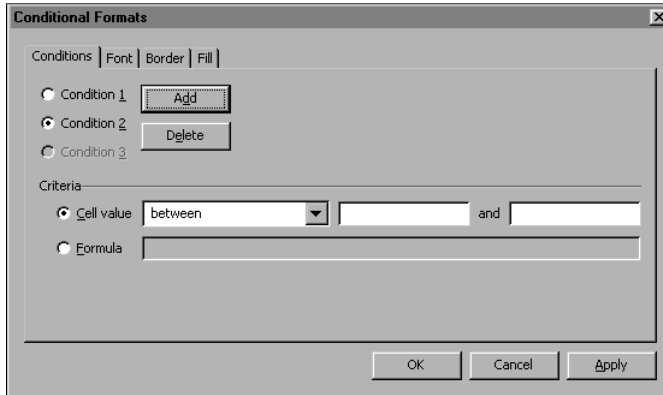 Conditional Formats
Conditions Font Border Fill
Condition 1 Add
Condition 2
Delete
Condition 3
Criteria
Cell value between and
Formula
OK Cancel Apply